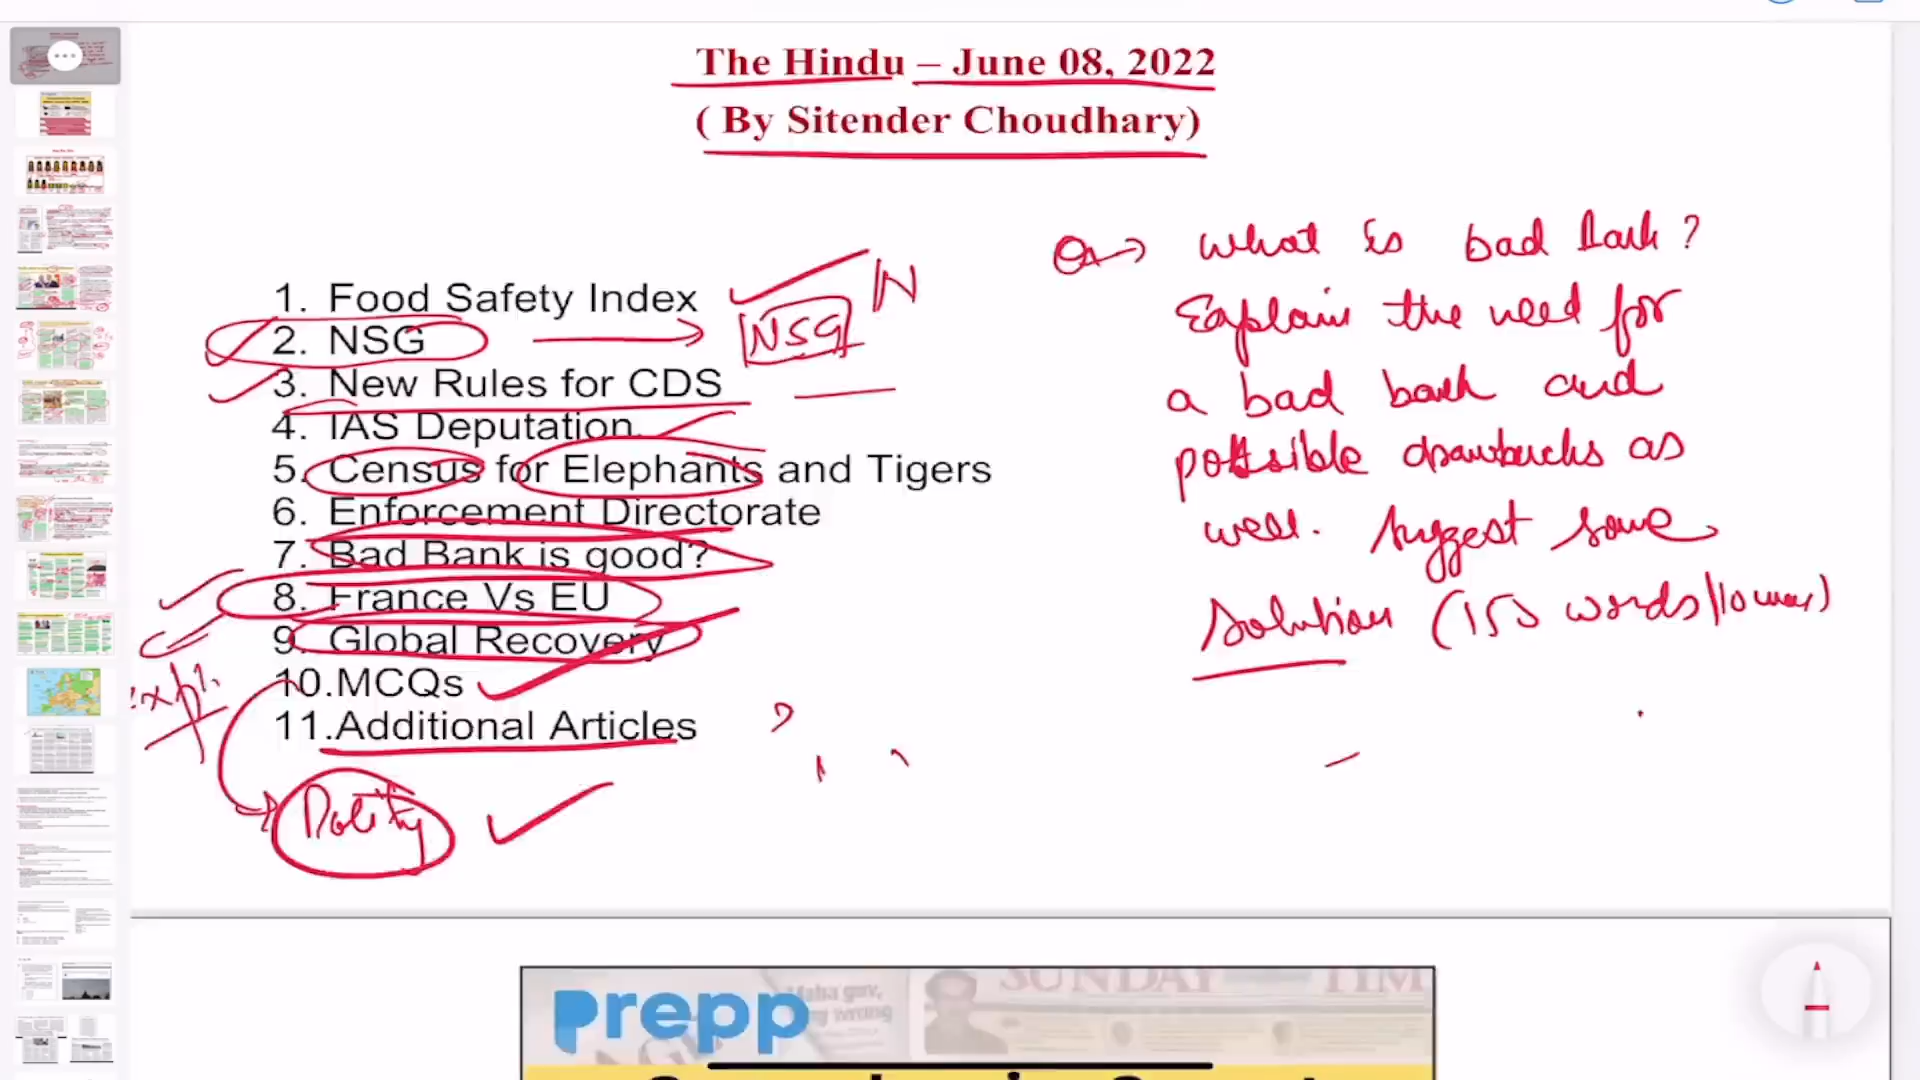 The Hindu – June 08, 2022
( By Sitender Choudhary)
1. Food Safety Index
N
2. NSG
NSG
3. New Rules for CDS
4. IAS Deputation
5. Census for Elephants and Tigers
6. Enforcement Directorate
7. Bad Bank is good?
8. France Vs EU
9. Global Recovery
10.MCQs
11.Additional Articles
Polity
Q→ What is bad bank?
Explain the need for
a bad bank and
possible drawbacks as
well. Suggest some
solution (150 words/10 mar)
prepp
SUNDAY TIM